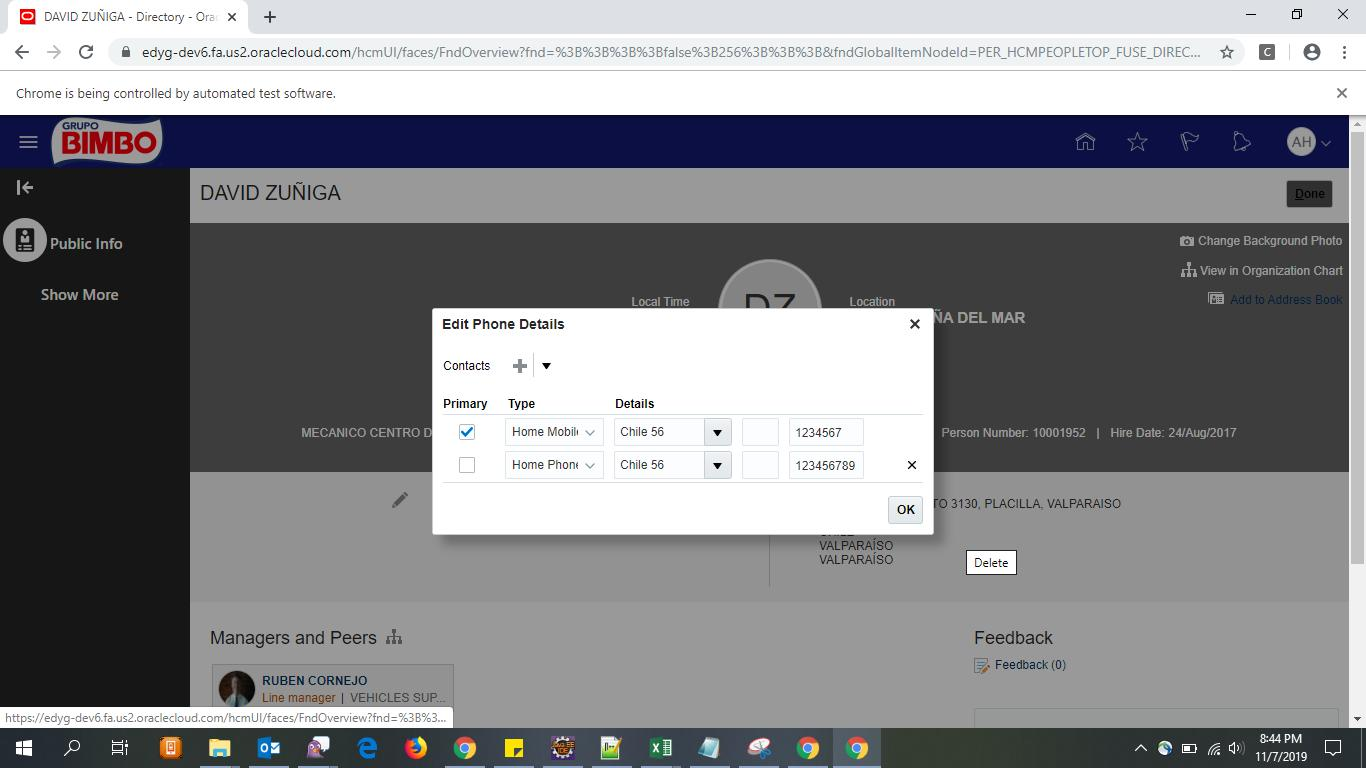 DAVID ZUÑIGA - Directory - Orac
edyg-dev6.fa.us2.oraclecloud.com/hcmUI/faces/FndOverview?fnd=%3B%3B%3B%3Bfalse%3B256%3B%3B%3B&fndGlobalItemNodeId=PER_HCMPEOPLETOP_FUSE_DIREC...
C
Chrome is being controlled by automated test software.
GRUPO
BIMBO
AH
DAVID ZUÑIGA
Done
Public Info
Show More
Change Background Photo
View in Organization Chart
Add to Address Book
Local Time
DZ
Location
ÑA DEL MAR
Edit Phone Details
Contacts
Primary Type Details
Home Mobile Chile 56 1234567
Home Phone Chile 56 123456789
OK
MECANICO CENTRO D
Person Number: 10001952 | Hire Date: 24/Aug/2017
TO 3130, PLACILLA, VALPARAISO
VALPARAÍSO
VALPARAÍSO
Delete
Managers and Peers
RUBEN CORNEJO
Line manager | VEHICLES SUP...
Feedback
Feedback (0)
https://edyg-dev6.fa.us2.oraclecloud.com/hcmUI/faces/FndOverview?fnd=%3B%3...
8:44 PM
11/7/2019